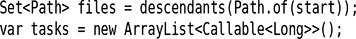 Set<Path> files = descendants(Path.of(start));
var tasks = new ArrayList<Callable<Long>>();